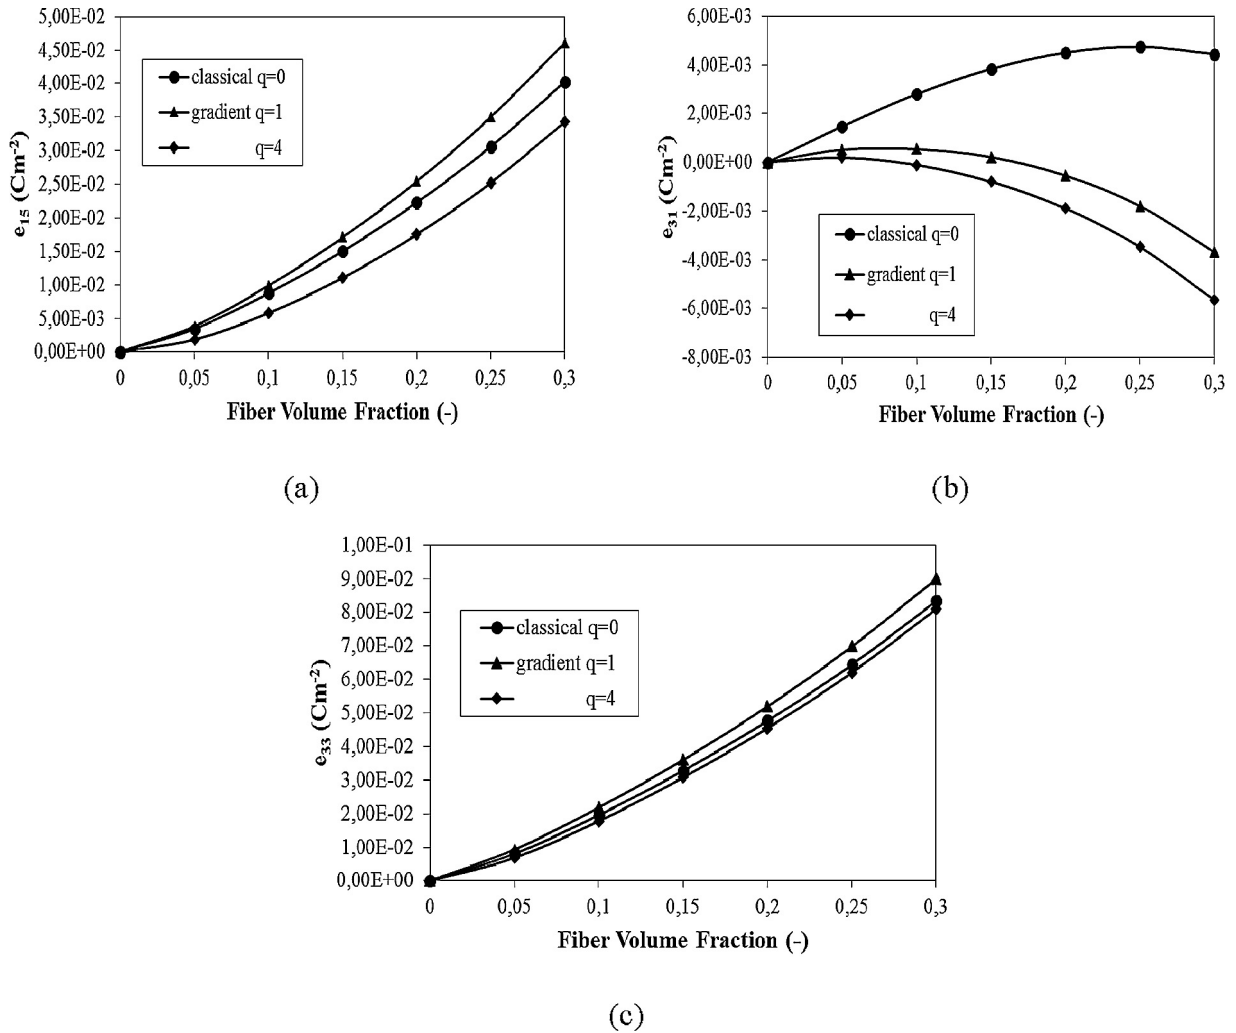 5,00E-02
4,50E-02
4,00E-02
3,50E-02
3,00E-02
2,50E-02
2,00E-02
1,50E-02
1,00E-02
5,00E-03
0,00E+00
e15 (Cm-2)
classical q=0
gradient q=1
q=4
0 0,05 0,1 0,15 0,2 0,25 0,3
Fiber Volume Fraction (-)
(a)
6,00E-03
4,00E-03
2,00E-03
0,00E+00
-2,00E-03
-4,00E-03
-6,00E-03
-8,00E-03
e31 (Cm-2)
classical q=0
gradient q=1
q=4
0 0,05 0,1 0,15 0,2 0,25 0,3
Fiber Volume Fraction (-)
(b)
1,00E-01
9,00E-02
8,00E-02
7,00E-02
6,00E-02
5,00E-02
4,00E-02
3,00E-02
2,00E-02
1,00E-02
0,00E+00
e33 (Cm-2)
classical q=0
gradient q=1
q=4
0 0,05 0,1 0,15 0,2 0,25 0,3
Fiber Volume Fraction (-)
(c)